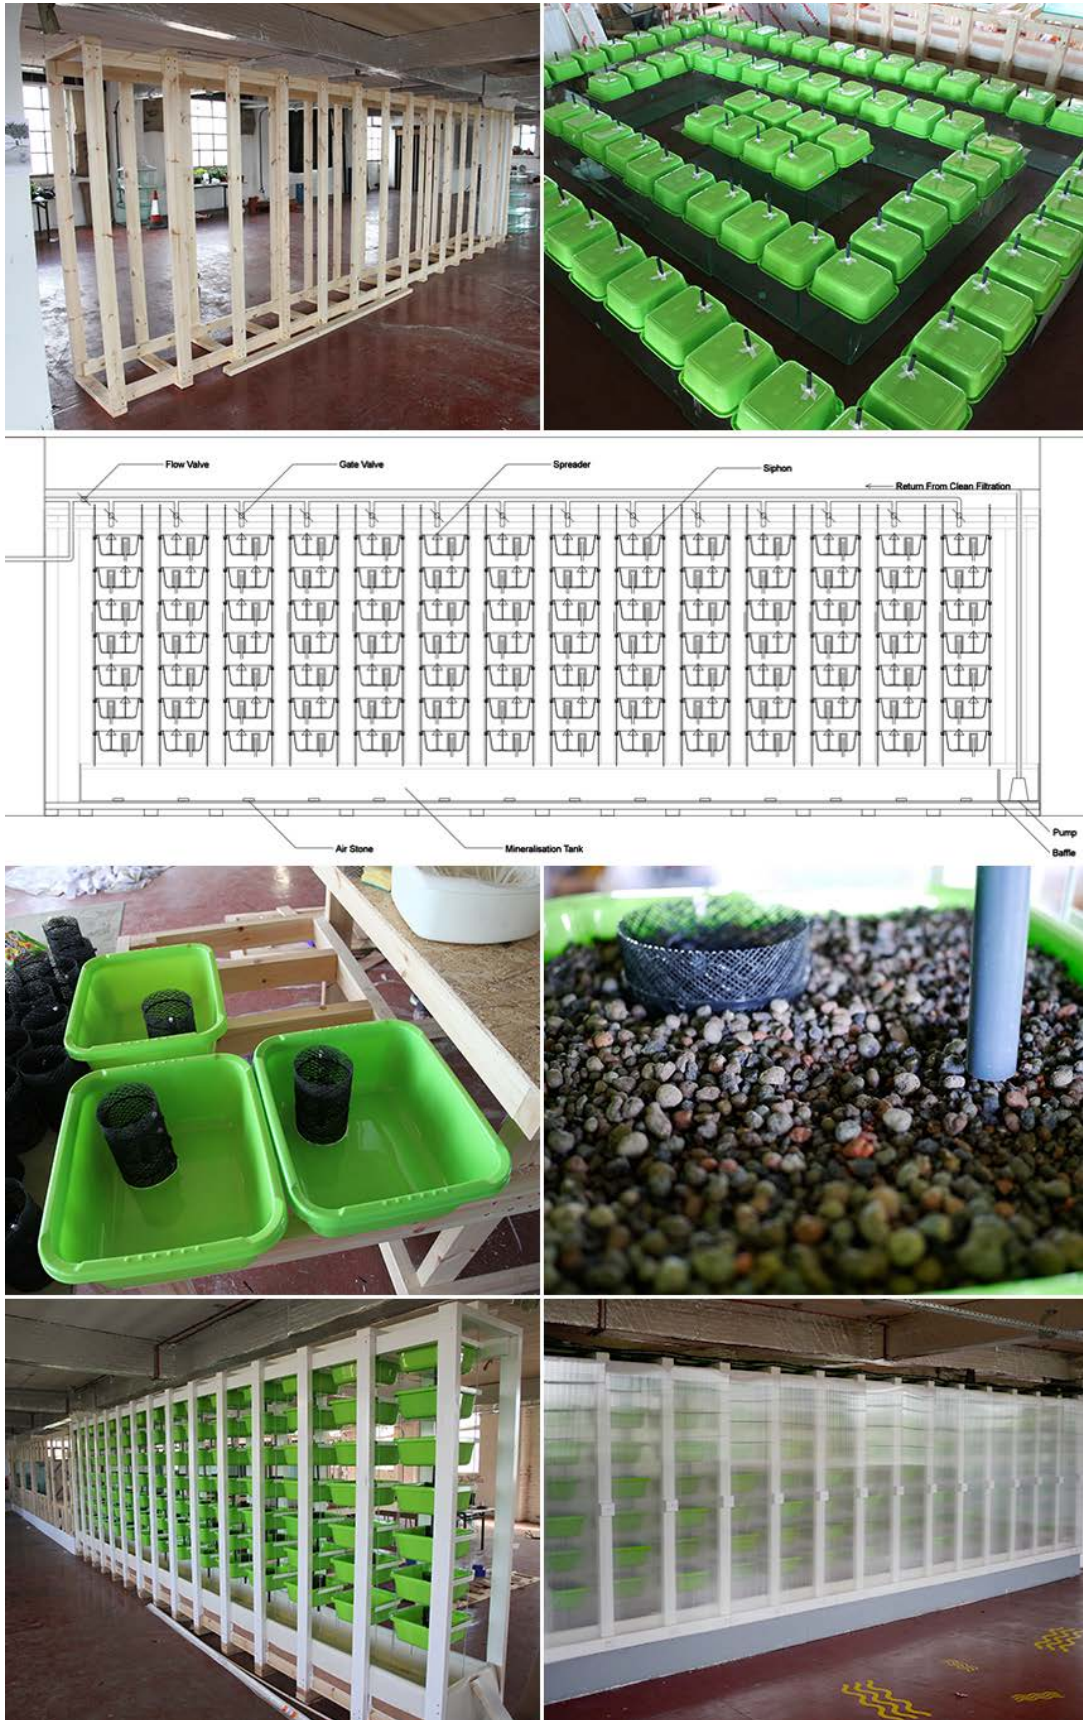 Flow Valve
Gate Valve
Spreader
Siphon
Return From Clean Filtration
Pump
Air Stone
Mineralisation Tank
Baffle